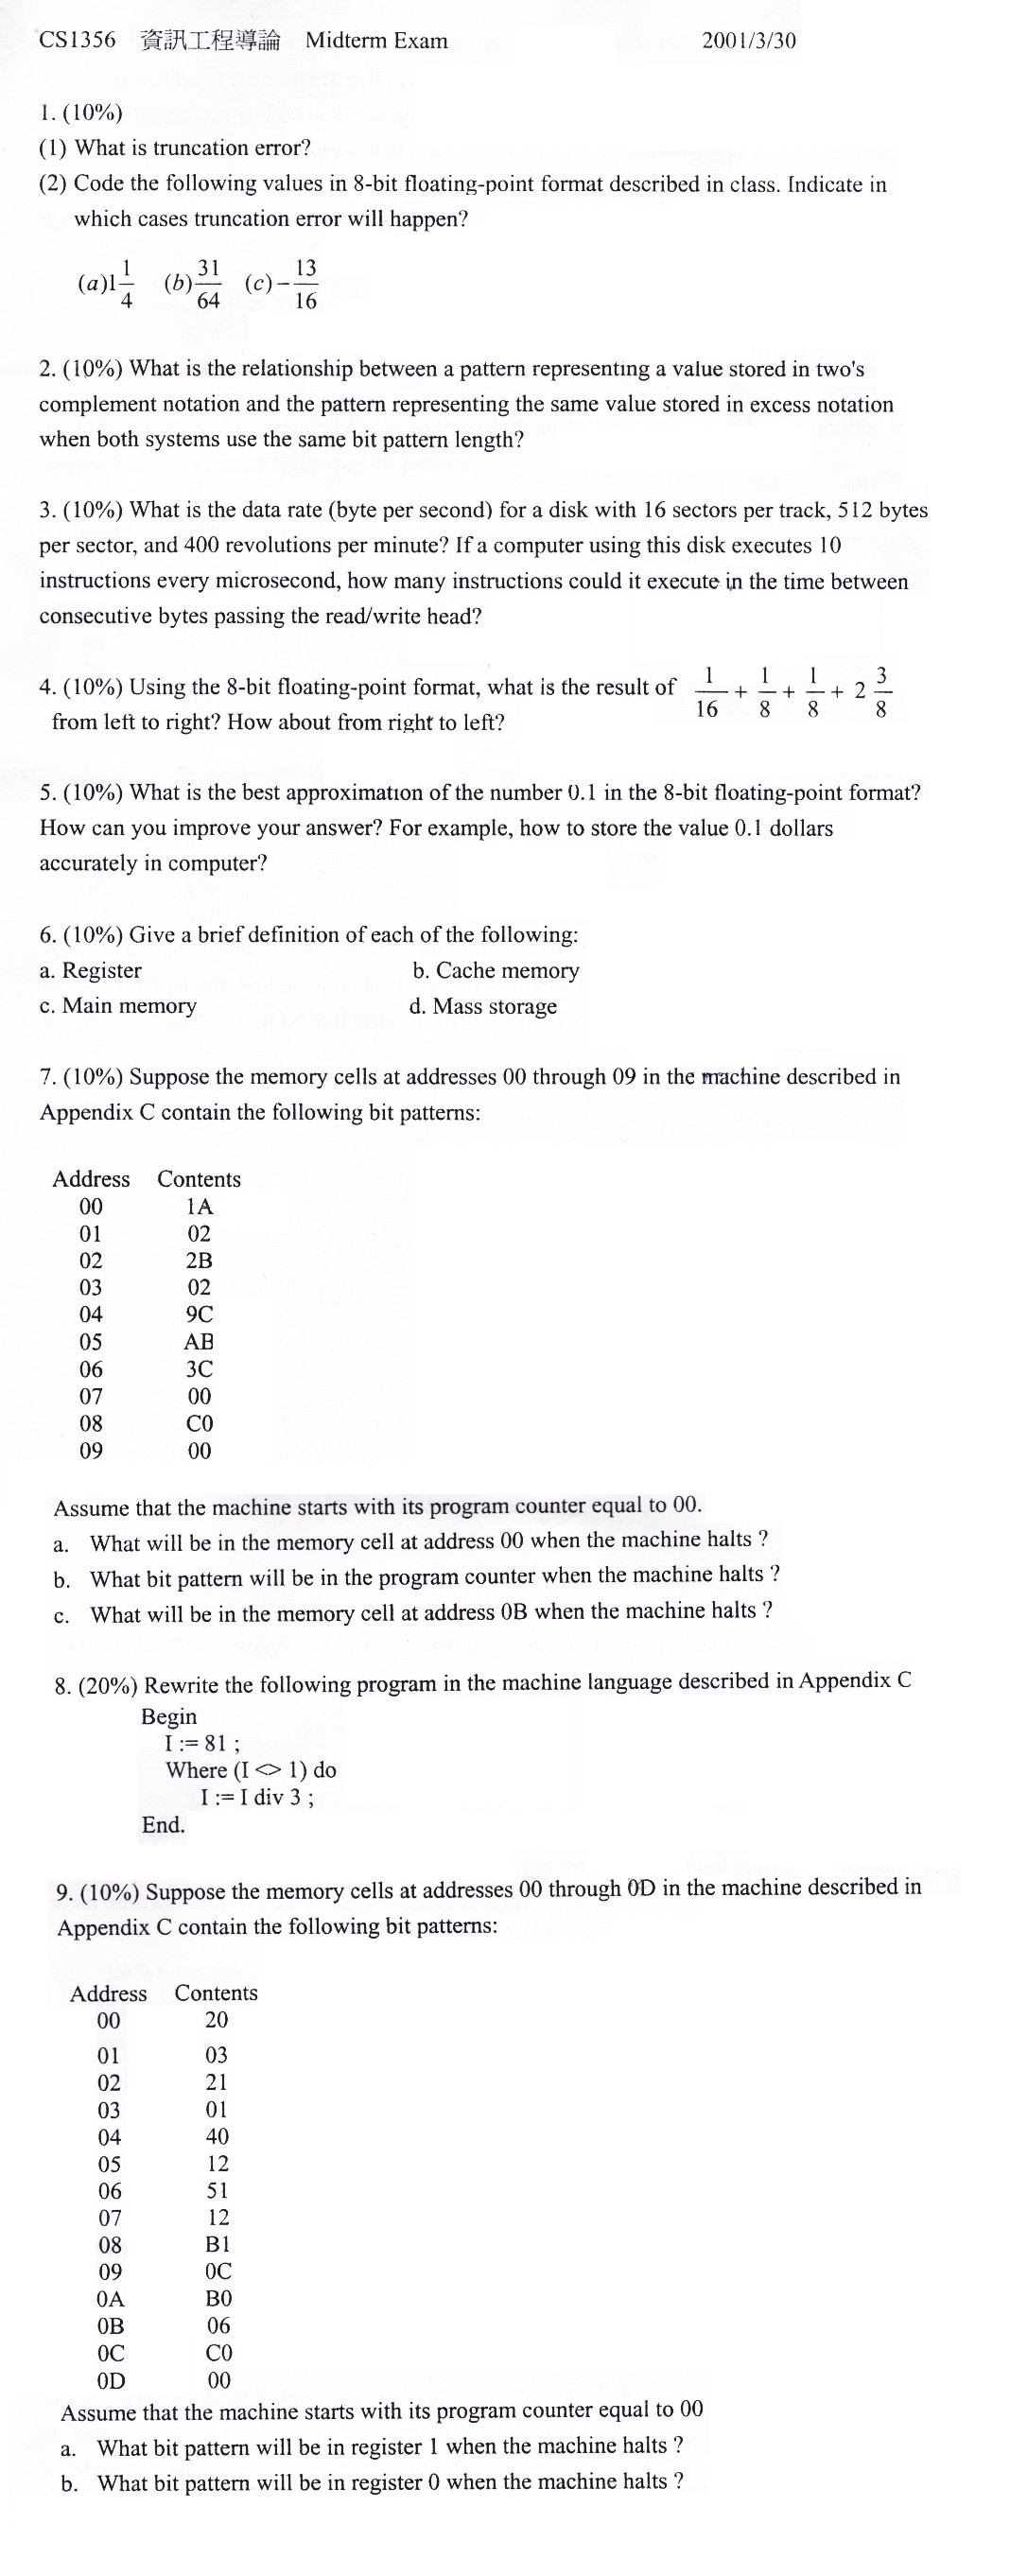 CS1356 資訊工程導論 Midterm Exam 2001/3/30
1. (10%)
(1) What is truncation error?
(2) Code the following values in 8-bit floating-point format described in class. Indicate in
which cases truncation error will happen?
(a)1 1/4 (b) 31/64 (c) - 13/16
2. (10%) What is the relationship between a pattern representing a value stored in two's
complement notation and the pattern representing the same value stored in excess notation
when both systems use the same bit pattern length?
3. (10%) What is the data rate (byte per second) for a disk with 16 sectors per track, 512 bytes
per sector, and 400 revolutions per minute? If a computer using this disk executes 10
instructions every microsecond, how many instructions could it execute in the time between
consecutive bytes passing the read/write head?
4. (10%) Using the 8-bit floating-point format, what is the result of 1/16 + 1/8 + 1/8 + 2 3/8
from left to right? How about from right to left?
5. (10%) What is the best approximation of the number 0.1 in the 8-bit floating-point format?
How can you improve your answer? For example, how to store the value 0.1 dollars
accurately in computer?
6. (10%) Give a brief definition of each of the following:
a. Register b. Cache memory
c. Main memory d. Mass storage
7. (10%) Suppose the memory cells at addresses 00 through 09 in the machine described in
Appendix C contain the following bit patterns:
Address Contents
00 1A
01 02
02 2B
03 02
04 9C
05 AB
06 3C
07 00
08 C0
09 00
Assume that the machine starts with its program counter equal to 00.
a. What will be in the memory cell at address 00 when the machine halts ?
b. What bit pattern will be in the program counter when the machine halts ?
c. What will be in the memory cell at address 0B when the machine halts ?
8. (20%) Rewrite the following program in the machine language described in Appendix C
Begin
I := 81 ;
Where (I <> 1) do
I := I div 3 ;
End.
9. (10%) Suppose the memory cells at addresses 00 through 0D in the machine described in
Appendix C contain the following bit patterns:
Address Contents
00 20
01 03
02 21
03 01
04 40
05 12
06 51
07 12
08 B1
09 0C
0A B0
0B 06
0C C0
0D 00
Assume that the machine starts with its program counter equal to 00
a. What bit pattern will be in register 1 when the machine halts ?
b. What bit pattern will be in register 0 when the machine halts ?